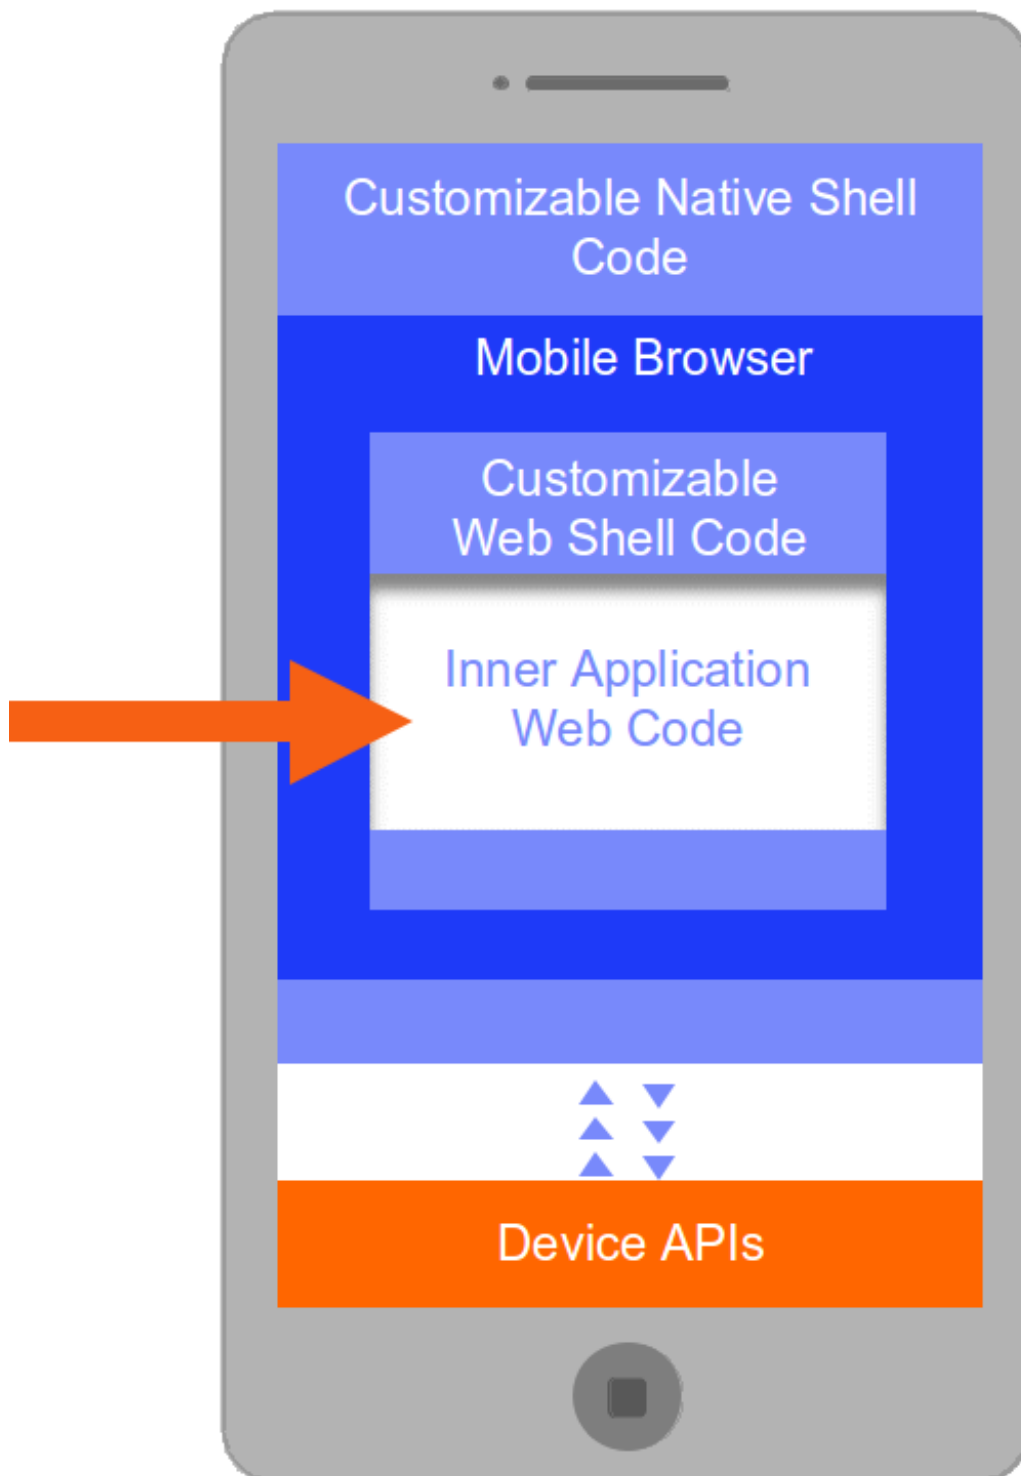 Customizable Native Shell
Code
Mobile Browser
Customizable
Web Shell Code
Inner Application
Web Code
Device APIs